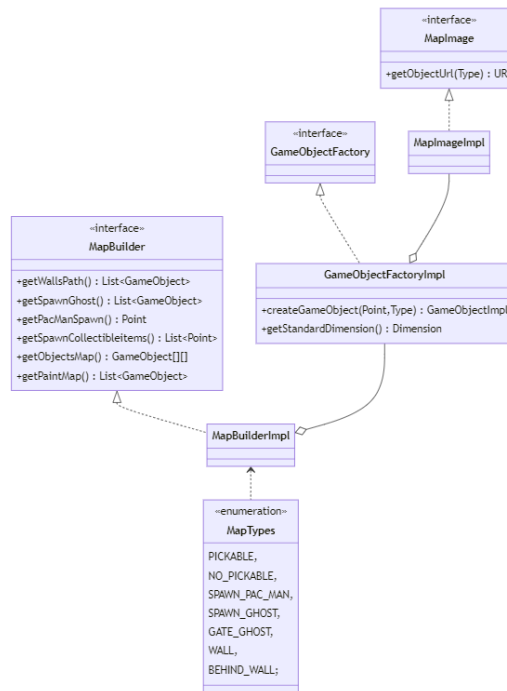 «interface»
MapImage
+getObjectUrl(Type) : UR
«interface»
GameObjectFactory
MapImageImpl
«interface»
MapBuilder
+getWallsPath() : List<GameObject>
+getSpawnGhost() : List<GameObject>
+getPacManSpawn() : Point
+getSpawnCollectibleitems() : List<Point>
+getObjectsMap() : GameObject[][]
+getPaintMap() : List<GameObject>
GameObjectFactoryImpl
+createGameObject(Point,Type) : GameObjectImpl
+getStandardDimension() : Dimension
MapBuilderImpl
«enumeration»
MapTypes
PICKABLE,
NO_PICKABLE,
SPAWN_PAC_MAN,
SPAWN_GHOST,
GATE_GHOST,
WALL,
BEHIND_WALL;